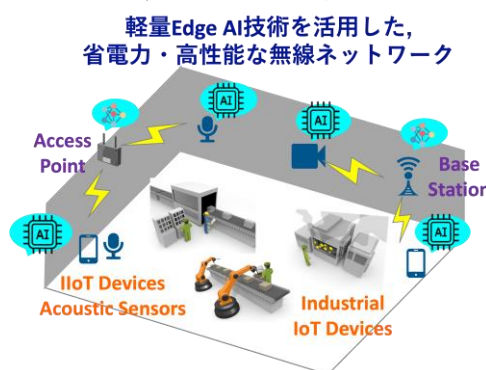 軽量Edge AI技術を活用した,
省電力・高性能な無線ネットワーク
AI
AI
Access
Point
Base
Station
AI
AI
IIoT Devices
Acoustic Sensors
Industrial
IoT Devices